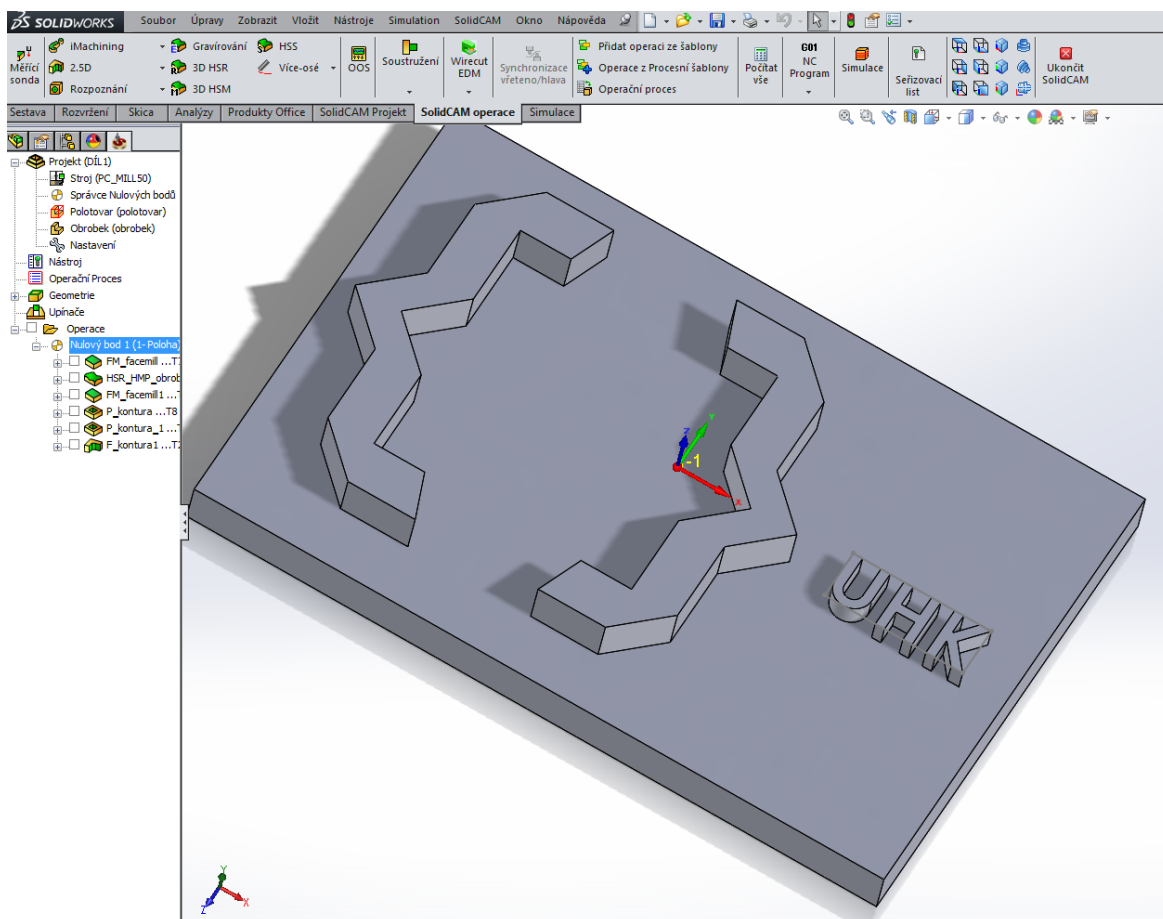 SOLIDWORKS Soubor Úpravy Zobrazit Vložit Nástroje Simulation SolidCAM Okno Nápověda
iMachining Gravírování HSS Přidat operaci ze šablony G01
Měřící sonda 2.5D 3D HSR Více-osé OOS Soustružení Wirecut EDM Synchronizace vřeteno/hlava Operace z Procesní šablony Počítat vše NC Program Simulace Seřizovací list Ukončit SolidCAM
Rozpoznání 3D HSM Operační proces
Sestava Rozvržení Skica Analýzy Produkty Office SolidCAM Projekt SolidCAM operace Simulace
Projekt (DÍL1)
Stroj (PC_MILL50)
Správce Nulových bodů
Polotovar (polotovar)
Obrobek (obrobek)
Nastavení
Nástroj
Operační Proces
Geometrie
Upínače
Operace
Nulový bod 1 (1- Poloha)
FM_facemill ...T1
HSR_HMP_obrob
FM_facemill1 ...T
P_kontura ...T8
P_kontura_1 ...T
F_kontura1 ...T2
Z Y
-1
X
UHK
Y
X
Z